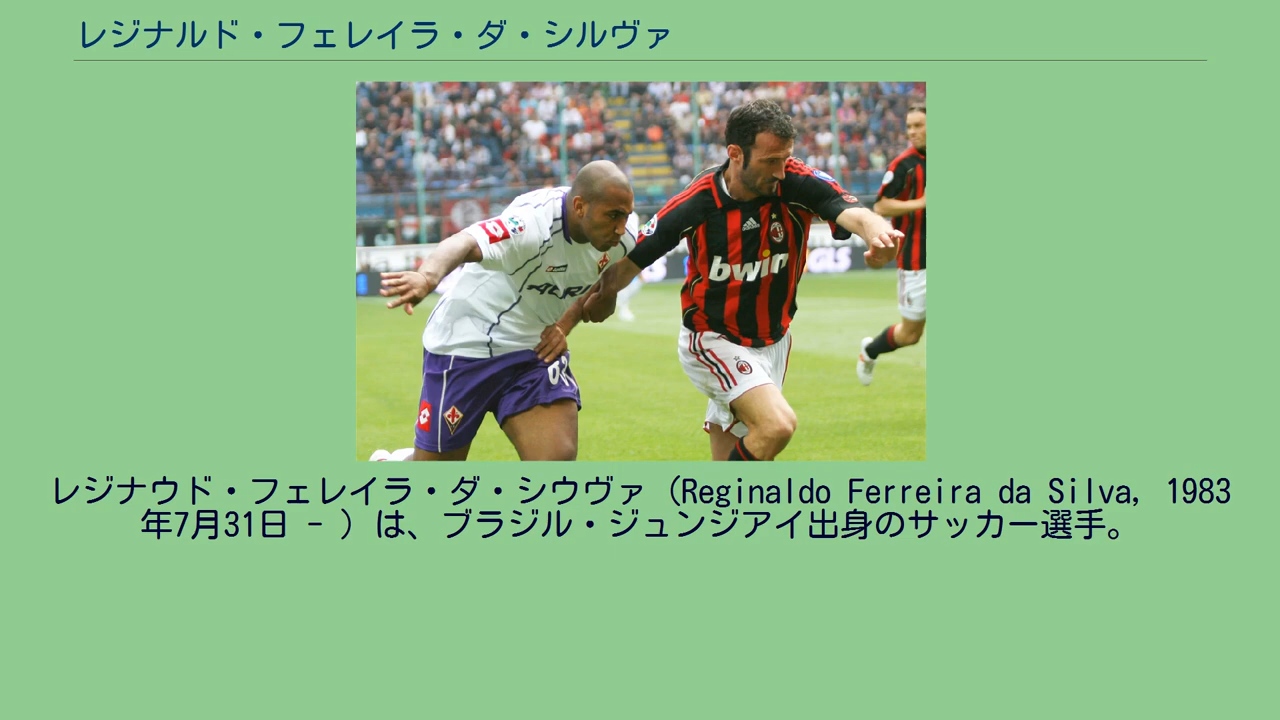 レジナルド・フェレイラ・ダ・シルヴァ
bwin
GLS
レジナウド・フェレイラ・ダ・シウヴァ（Reginaldo Ferreira da Silva, 1983
年7月31日 - ）は、ブラジル・ジュンジアイ出身のサッカー選手。